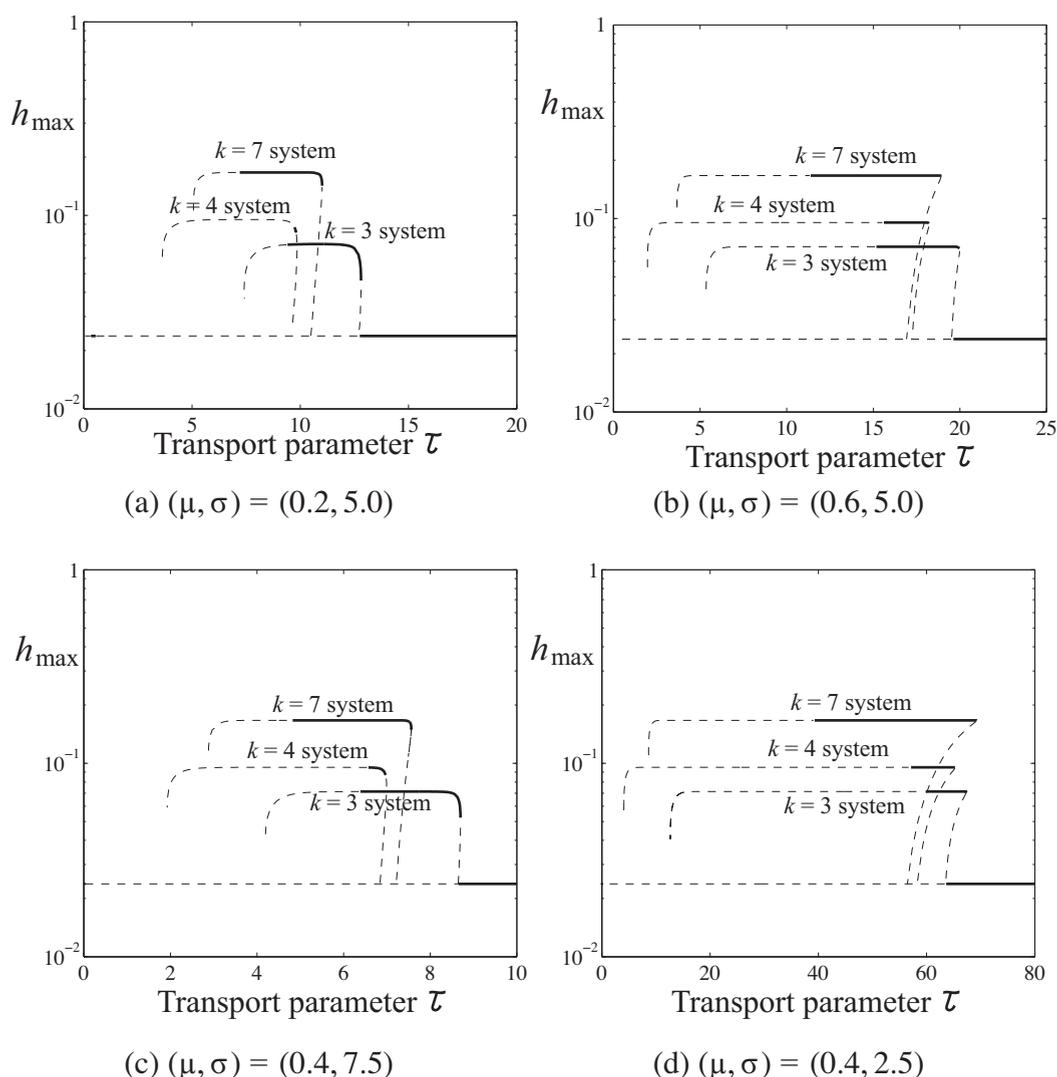 1
h_max
k = 7 system
10⁻¹
k = 4 system
k = 3 system
10⁻²
0 5 10 15 20
Transport parameter τ
(a) (μ, σ) = (0.2, 5.0)
1
h_max
k = 7 system
10⁻¹
k = 4 system
k = 3 system
10⁻²
0 5 10 15 20 25
Transport parameter τ
(b) (μ, σ) = (0.6, 5.0)
1
h_max
k = 7 system
10⁻¹
k = 4 system
k = 3 system
10⁻²
0 2 4 6 8 10
Transport parameter τ
(c) (μ, σ) = (0.4, 7.5)
1
h_max
k = 7 system
10⁻¹
k = 4 system
k = 3 system
10⁻²
0 20 40 60 80
Transport parameter τ
(d) (μ, σ) = (0.4, 2.5)